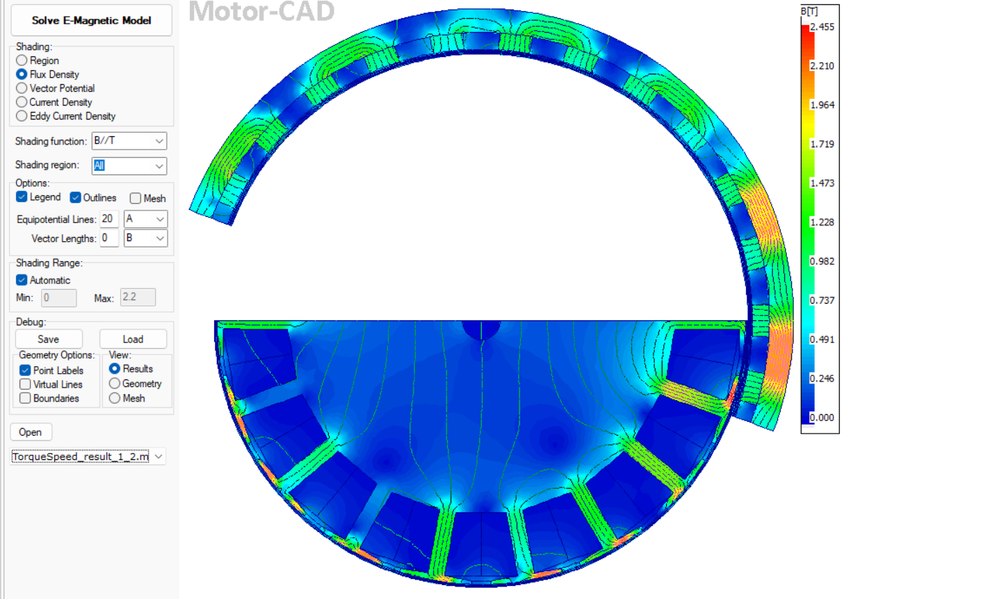 Motor-CAD
Solve E-Magnetic Model
Shading:
Region
Flux Density
Vector Potential
Current Density
Eddy Current Density
Shading function: B//T
Shading region: All
Options:
Legend Outlines Mesh
Equipotential Lines: 20 A
Vector Lengths: 0 B
Shading Range:
Automatic
Min: 0 Max: 2.2
Debug:
Save Load
Geometry Options: View:
Point Labels Results
Virtual Lines Geometry
Boundaries Mesh
Open
TorqueSpeed_result_1_2.m
B[T]
2.455
2.210
1.964
1.719
1.473
1.228
0.982
0.737
0.491
0.246
0.000